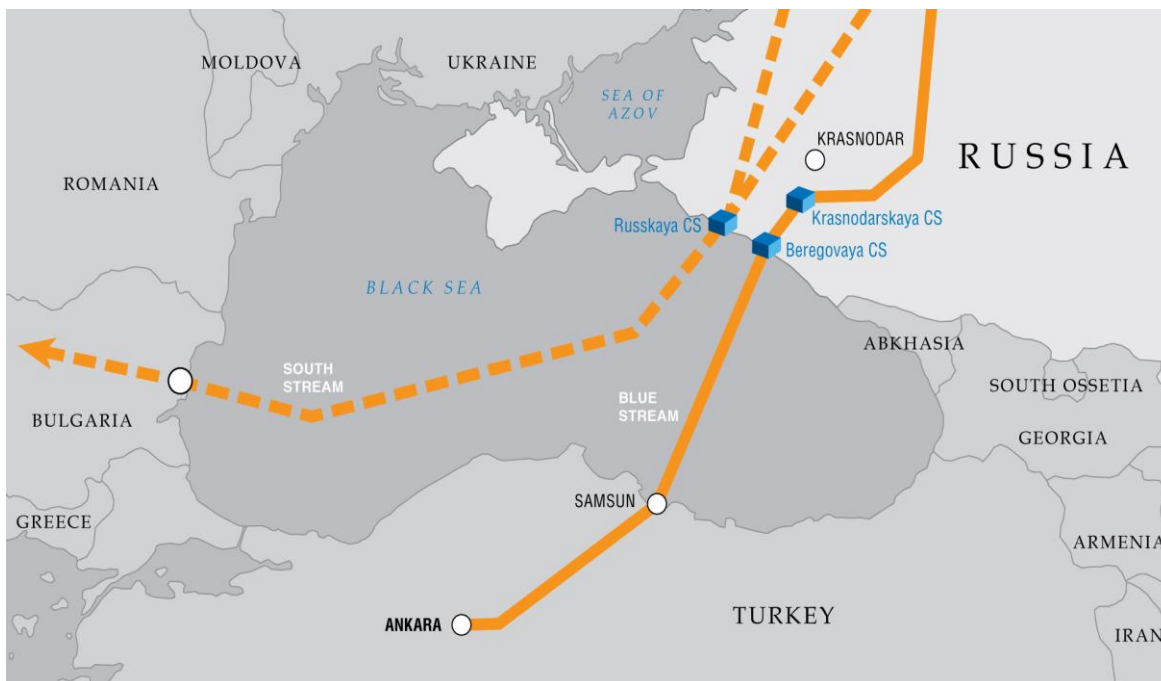 MOLDOVA
UKRAINE
SEA OF
AZOV
KRASNODAR
RUSSIA
ROMANIA
Krasnodarskaya CS
Russkaya CS
Beregovaya CS
BLACK SEA
ABKHASIA
SOUTH
STREAM
SOUTH OSSETIA
BLUE
STREAM
BULGARIA
GEORGIA
SAMSUN
GREECE
ARMENIA
ANKARA
TURKEY
IRAN